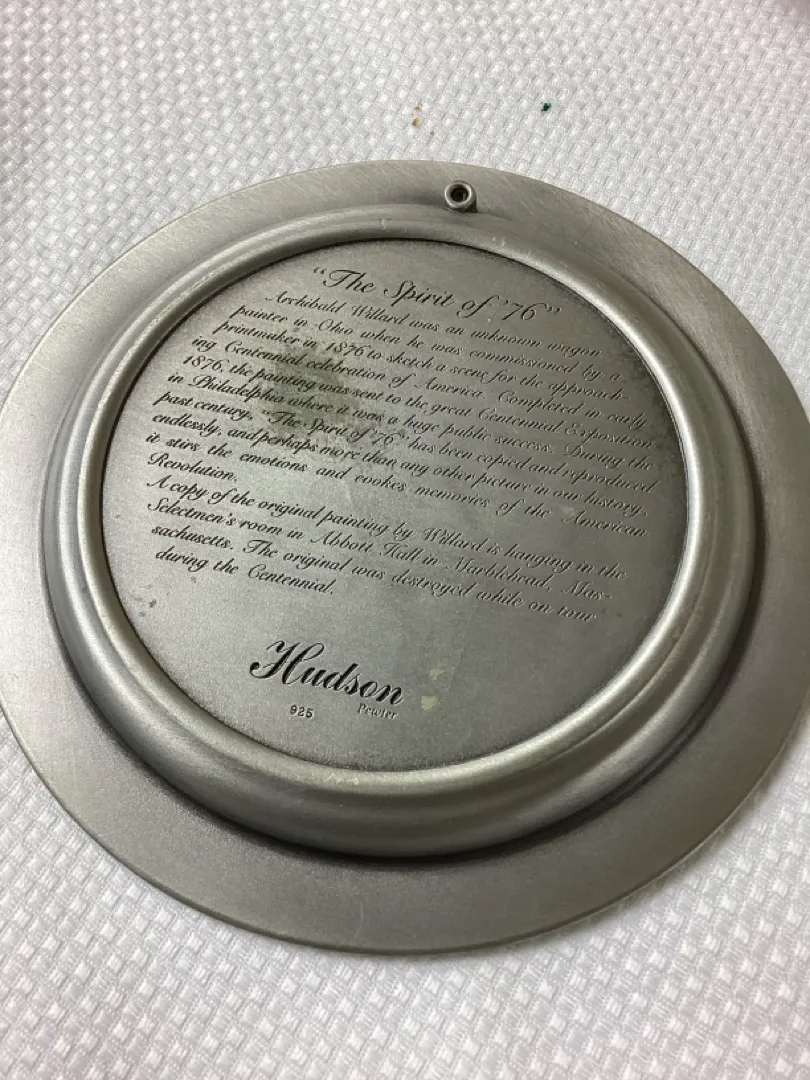 “The Spirit of ’76”
Archibald Willard was an unknown wagon
painter in Ohio when he was commissioned by a
printmaker in 1876 to sketch a scene for the approach-
ing Centennial celebration of America. Completed in early
1876, the painting was sent to the great Centennial Exposition
in Philadelphia where it was a huge public success. During the
past century, “The Spirit of ’76” has been copied and reproduced
endlessly, and perhaps more than any other picture in our history,
it stirs the emotions and evokes memories of the American
Revolution.
A copy of the original painting by Willard is hanging in the
Selectmen's room in Abbott Hall in Marblehead, Mas-
sachusetts. The original was destroyed while on tour
during the Centennial.
Hudson
925 Pewter